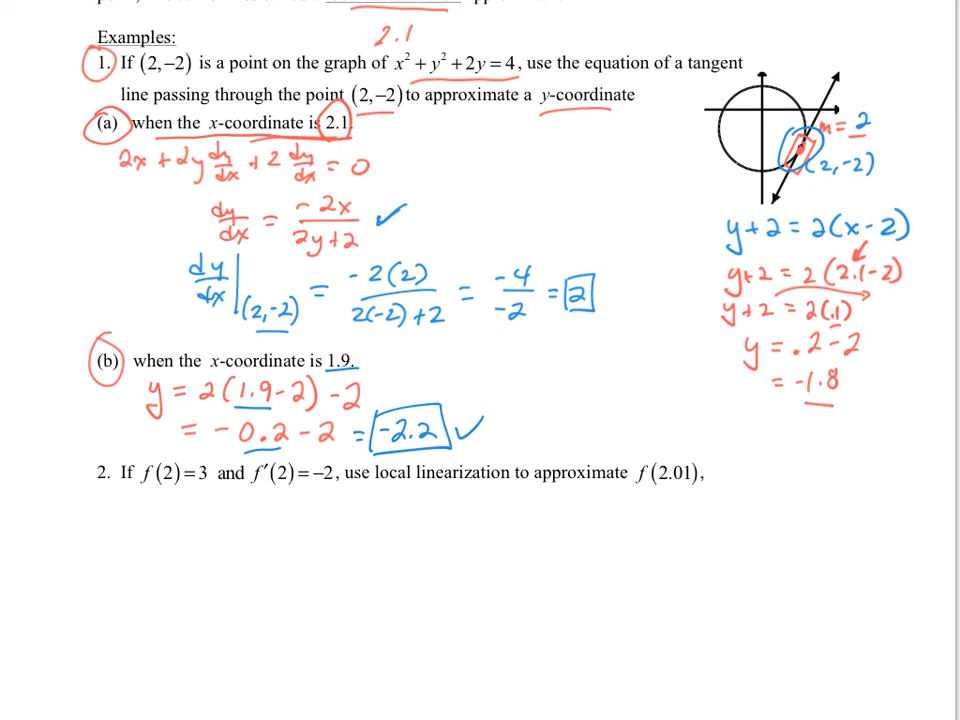 Examples:
2.1
1. If (2,−2) is a point on the graph of x² + y² + 2y = 4, use the equation of a tangent
line passing through the point (2,−2) to approximate a y-coordinate
(a) when the x-coordinate is 2.1.
2x + 2y dy/dx + 2 dy/dx = 0
dy/dx = -2x / 2y+2 ✓
dy/dx |(2,-2) = -2(2) / 2(-2)+2 = -4/-2 = 2
m = 2
(2,-2)
y+2 = 2(x-2)
y+2 = 2(2.1-2)
y+2 = 2(.1)
y = .2-2
= -1.8
(b) when the x-coordinate is 1.9.
y = 2(1.9-2)-2
= -0.2-2 = -2.2 ✓
2. If f(2)=3 and f′(2)=−2, use local linearization to approximate f(2.01),